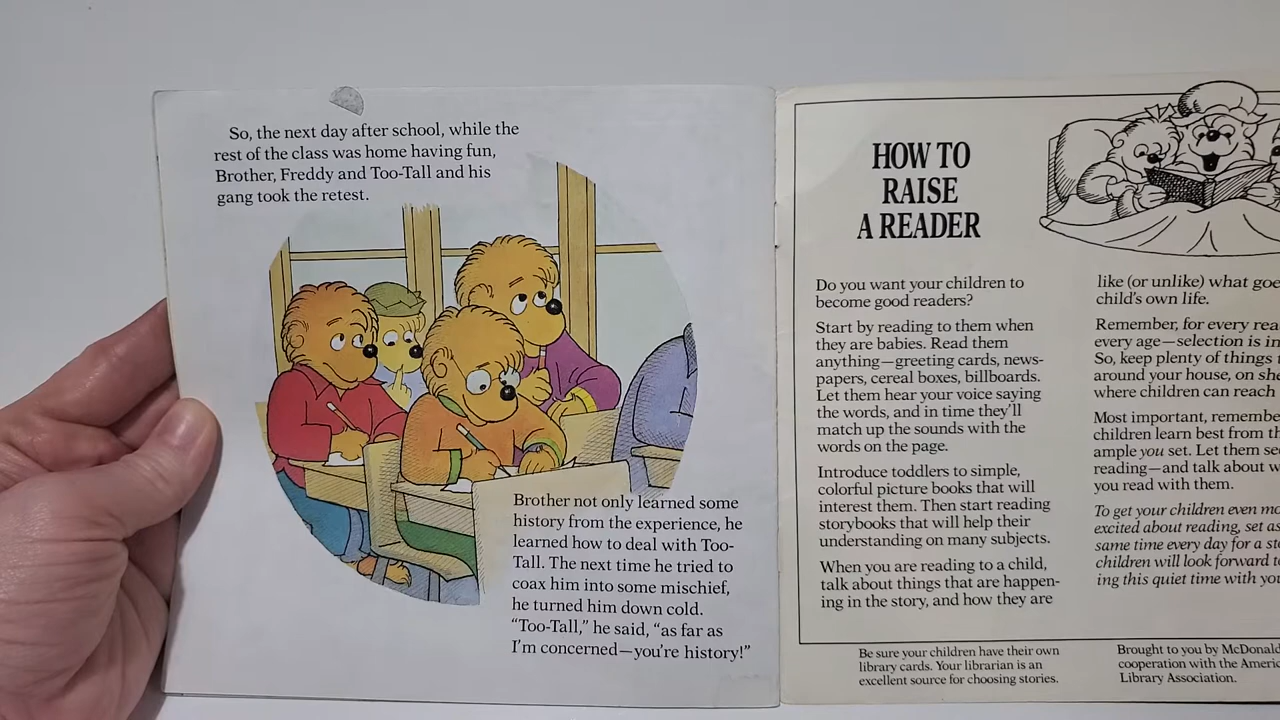 So, the next day after school, while the
rest of the class was home having fun,
Brother, Freddy and Too-Tall and his
gang took the retest.
Brother not only learned some
history from the experience, he
learned how to deal with Too-
Tall. The next time he tried to
coax him into some mischief,
he turned him down cold.
“Too-Tall,” he said, “as far as
I’m concerned—you’re history!”
HOW TO
RAISE
A READER
Do you want your children to
become good readers?
Start by reading to them when
they are babies. Read them
anything—greeting cards, news-
papers, cereal boxes, billboards.
Let them hear your voice saying
the words, and in time they’ll
match up the sounds with the
words on the page.
Introduce toddlers to simple,
colorful picture books that will
interest them. Then start reading
storybooks that will help their
understanding on many subjects.
When you are reading to a child,
talk about things that are happen-
ing in the story, and how they are
like (or unlike) what goe
child’s own life.
Remember, for every rea
every age—selection is in
So, keep plenty of things
around your house, on she
where children can reach
Most important, remembe
children learn best from th
ample you set. Let them see
reading—and talk about w
you read with them.
To get your children even mo
excited about reading, set as
same time every day for a sto
children will look forward to
ing this quiet time with you
Be sure your children have their own
library cards. Your librarian is an
excellent source for choosing stories.
Brought to you by McDonald
cooperation with the Americ
Library Association.